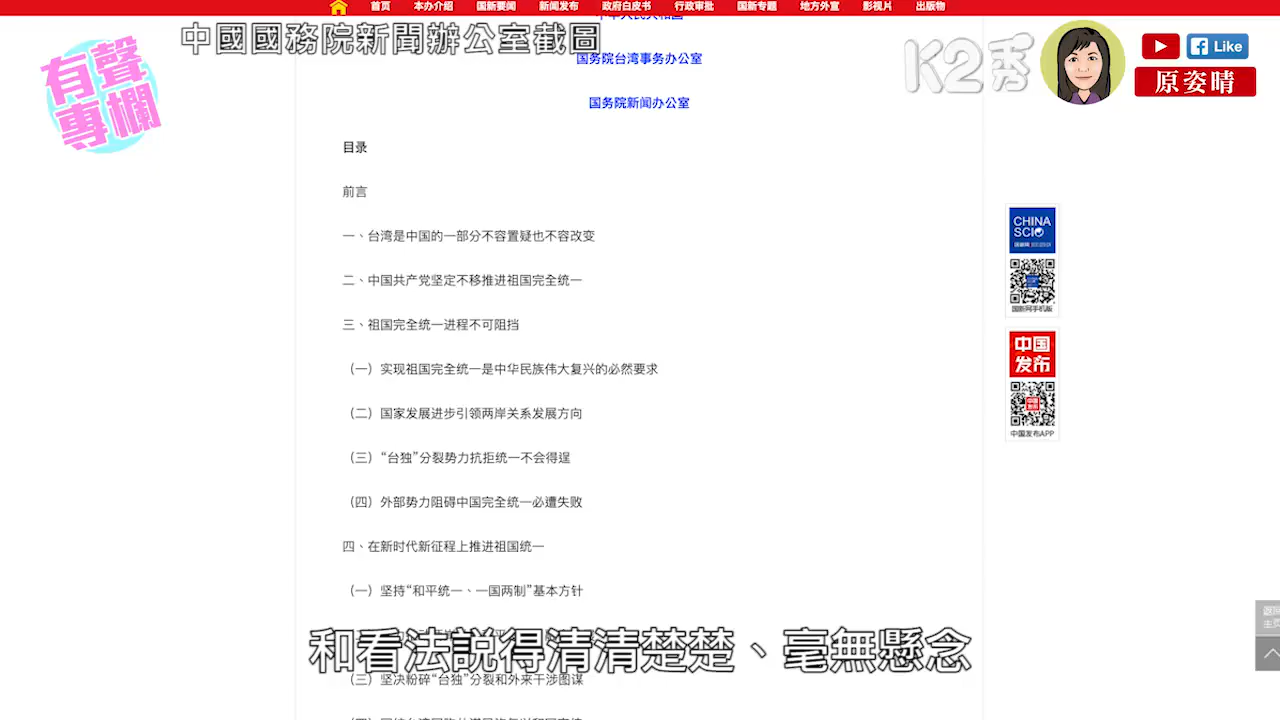 首页 本办介绍 国新要闻 新闻发布 政府白皮书 行政审批 国新专题 地方外宣 影视片 出版物
中國國務院新聞辦公室截圖
有聲
專欄
K2秀
Like
原姿晴
国务院台湾事务办公室
国务院新闻办公室
目录
前言
一、台湾是中国的一部分不容置疑也不容改变
二、中国共产党坚定不移推进祖国完全统一
三、祖国完全统一进程不可阻挡
（一）实现祖国完全统一是中华民族伟大复兴的必然要求
（二）国家发展进步引领两岸关系发展方向
（三）“台独”分裂势力抗拒统一不会得逞
（四）外部势力阻碍中国完全统一必遭失败
四、在新时代新征程上推进祖国统一
（一）坚持“和平统一、一国两制”基本方针
和看法説得清清楚楚、毫無懸念
（三）坚决粉碎“台独”分裂和外来干涉图谋
CHINA
SCIO
国新网手机版
中国
发布
中国发布APP